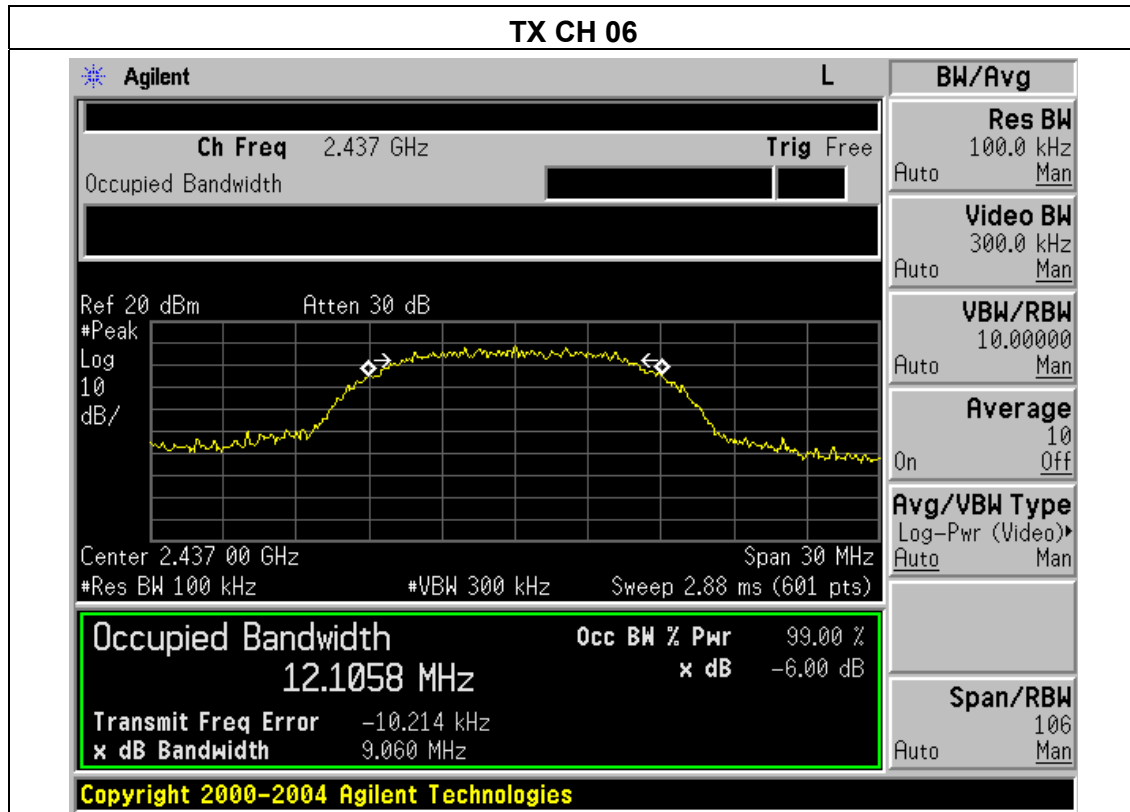 TX CH 06
Agilent L
BW/Avg
Ch Freq 2.437 GHz Trig Free
Occupied Bandwidth
Res BW
100.0 kHz
Auto Man
Video BW
300.0 kHz
Auto Man
VBW/RBW
10.00000
Auto Man
Average
10
On Off
Avg/VBW Type
Log-Pwr (Video)
Auto Man
Span/RBW
106
Auto Man
Ref 20 dBm Atten 30 dB
#Peak
Log
10
dB/
Center 2.437 00 GHz Span 30 MHz
#Res BW 100 kHz #VBW 300 kHz Sweep 2.88 ms (601 pts)
Occupied Bandwidth Occ BW % Pwr 99.00 %
12.1058 MHz x dB -6.00 dB
Transmit Freq Error -10.214 kHz
x dB Bandwidth 9.060 MHz
Copyright 2000-2004 Agilent Technologies